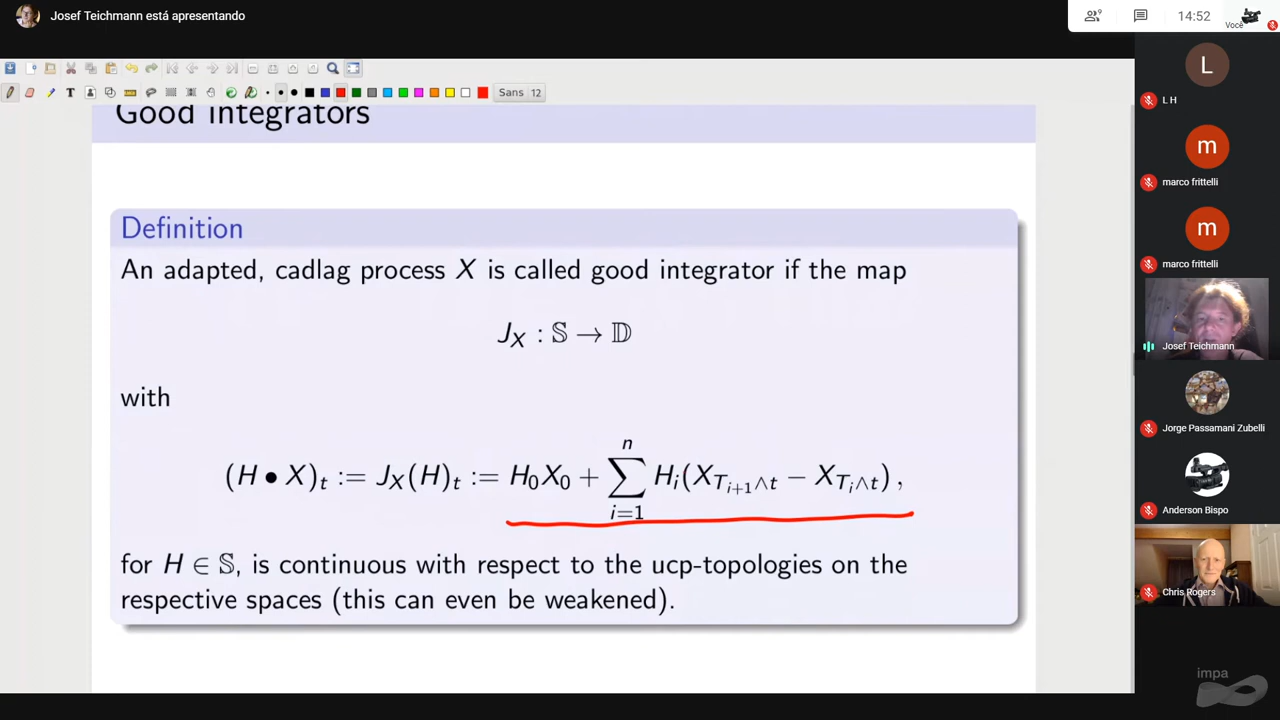 Josef Teichmann está apresentando
9
14:52
Você
Sans 12
Good integrators
Definition
An adapted, cadlag process X is called good integrator if the map
J_X : 𝕊 → 𝔻
with
(H • X)_t := J_X(H)_t := H_0X_0 + ∑_{i=1}^{n} H_i(X_{T_{i+1}∧t} − X_{T_i∧t}) ,
for H ∈ 𝕊, is continuous with respect to the ucp-topologies on the
respective spaces (this can even be weakened).
L
L H
m
marco frittelli
m
marco frittelli
Josef Teichmann
Jorge Passamani Zubelli
Anderson Bispo
Chris Rogers
impa